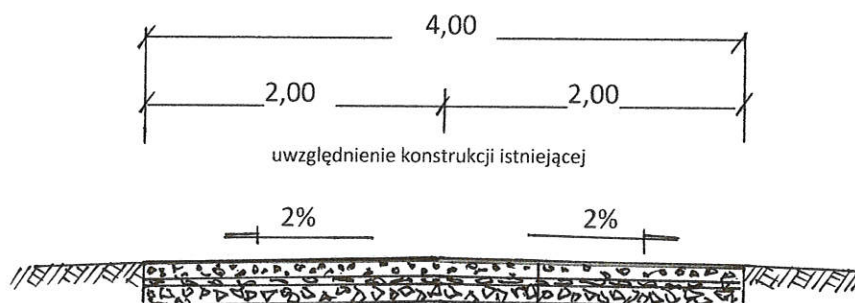 4,00
2,00 2,00
uwzględnienie konstrukcji istniejącej
2% 2%